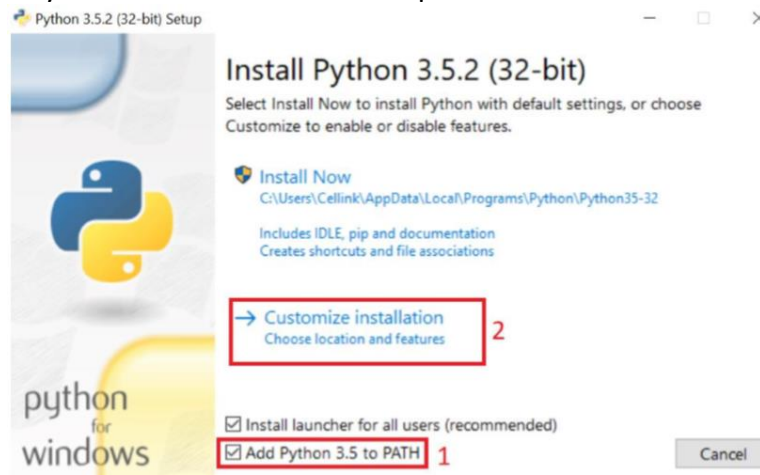 Python 3.5.2 (32-bit) Setup
Install Python 3.5.2 (32-bit)
Select Install Now to install Python with default settings, or choose
Customize to enable or disable features.
Install Now
C:\Users\Cellink\AppData\Local\Programs\Python\Python35-32
Includes IDLE, pip and documentation
Creates shortcuts and file associations
→ Customize installation
Choose location and features
2
python
for
windows
Install launcher for all users (recommended)
Add Python 3.5 to PATH 1
Cancel